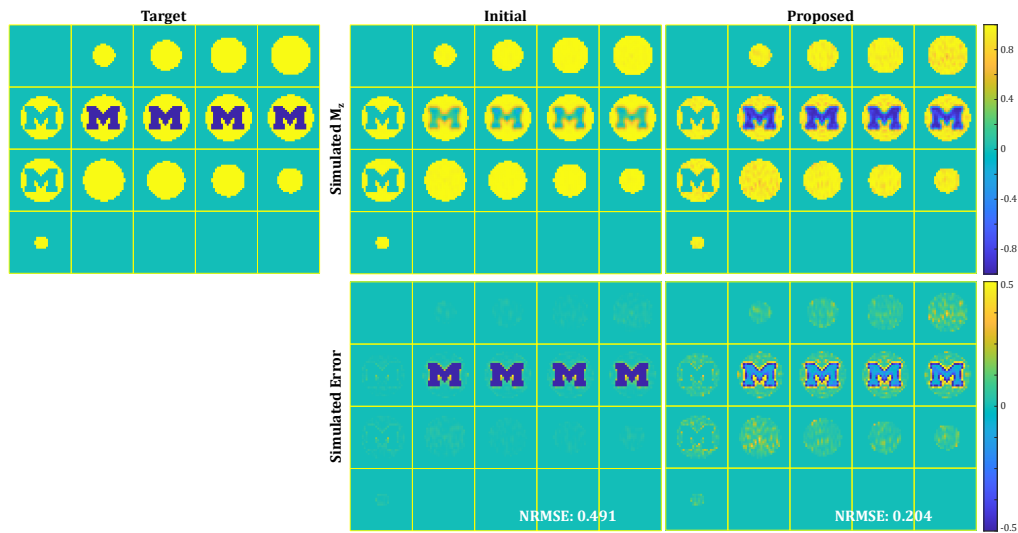 Target
Initial
Proposed
Simulated Mz
0.8
0.4
0
-0.4
-0.8
M
M M M M
M
M
M M M M
M
M
M M M M
M
Simulated Error
0.5
0
-0.5
M
M M M M
M
M
M M M M
M
NRMSE: 0.491
NRMSE: 0.204